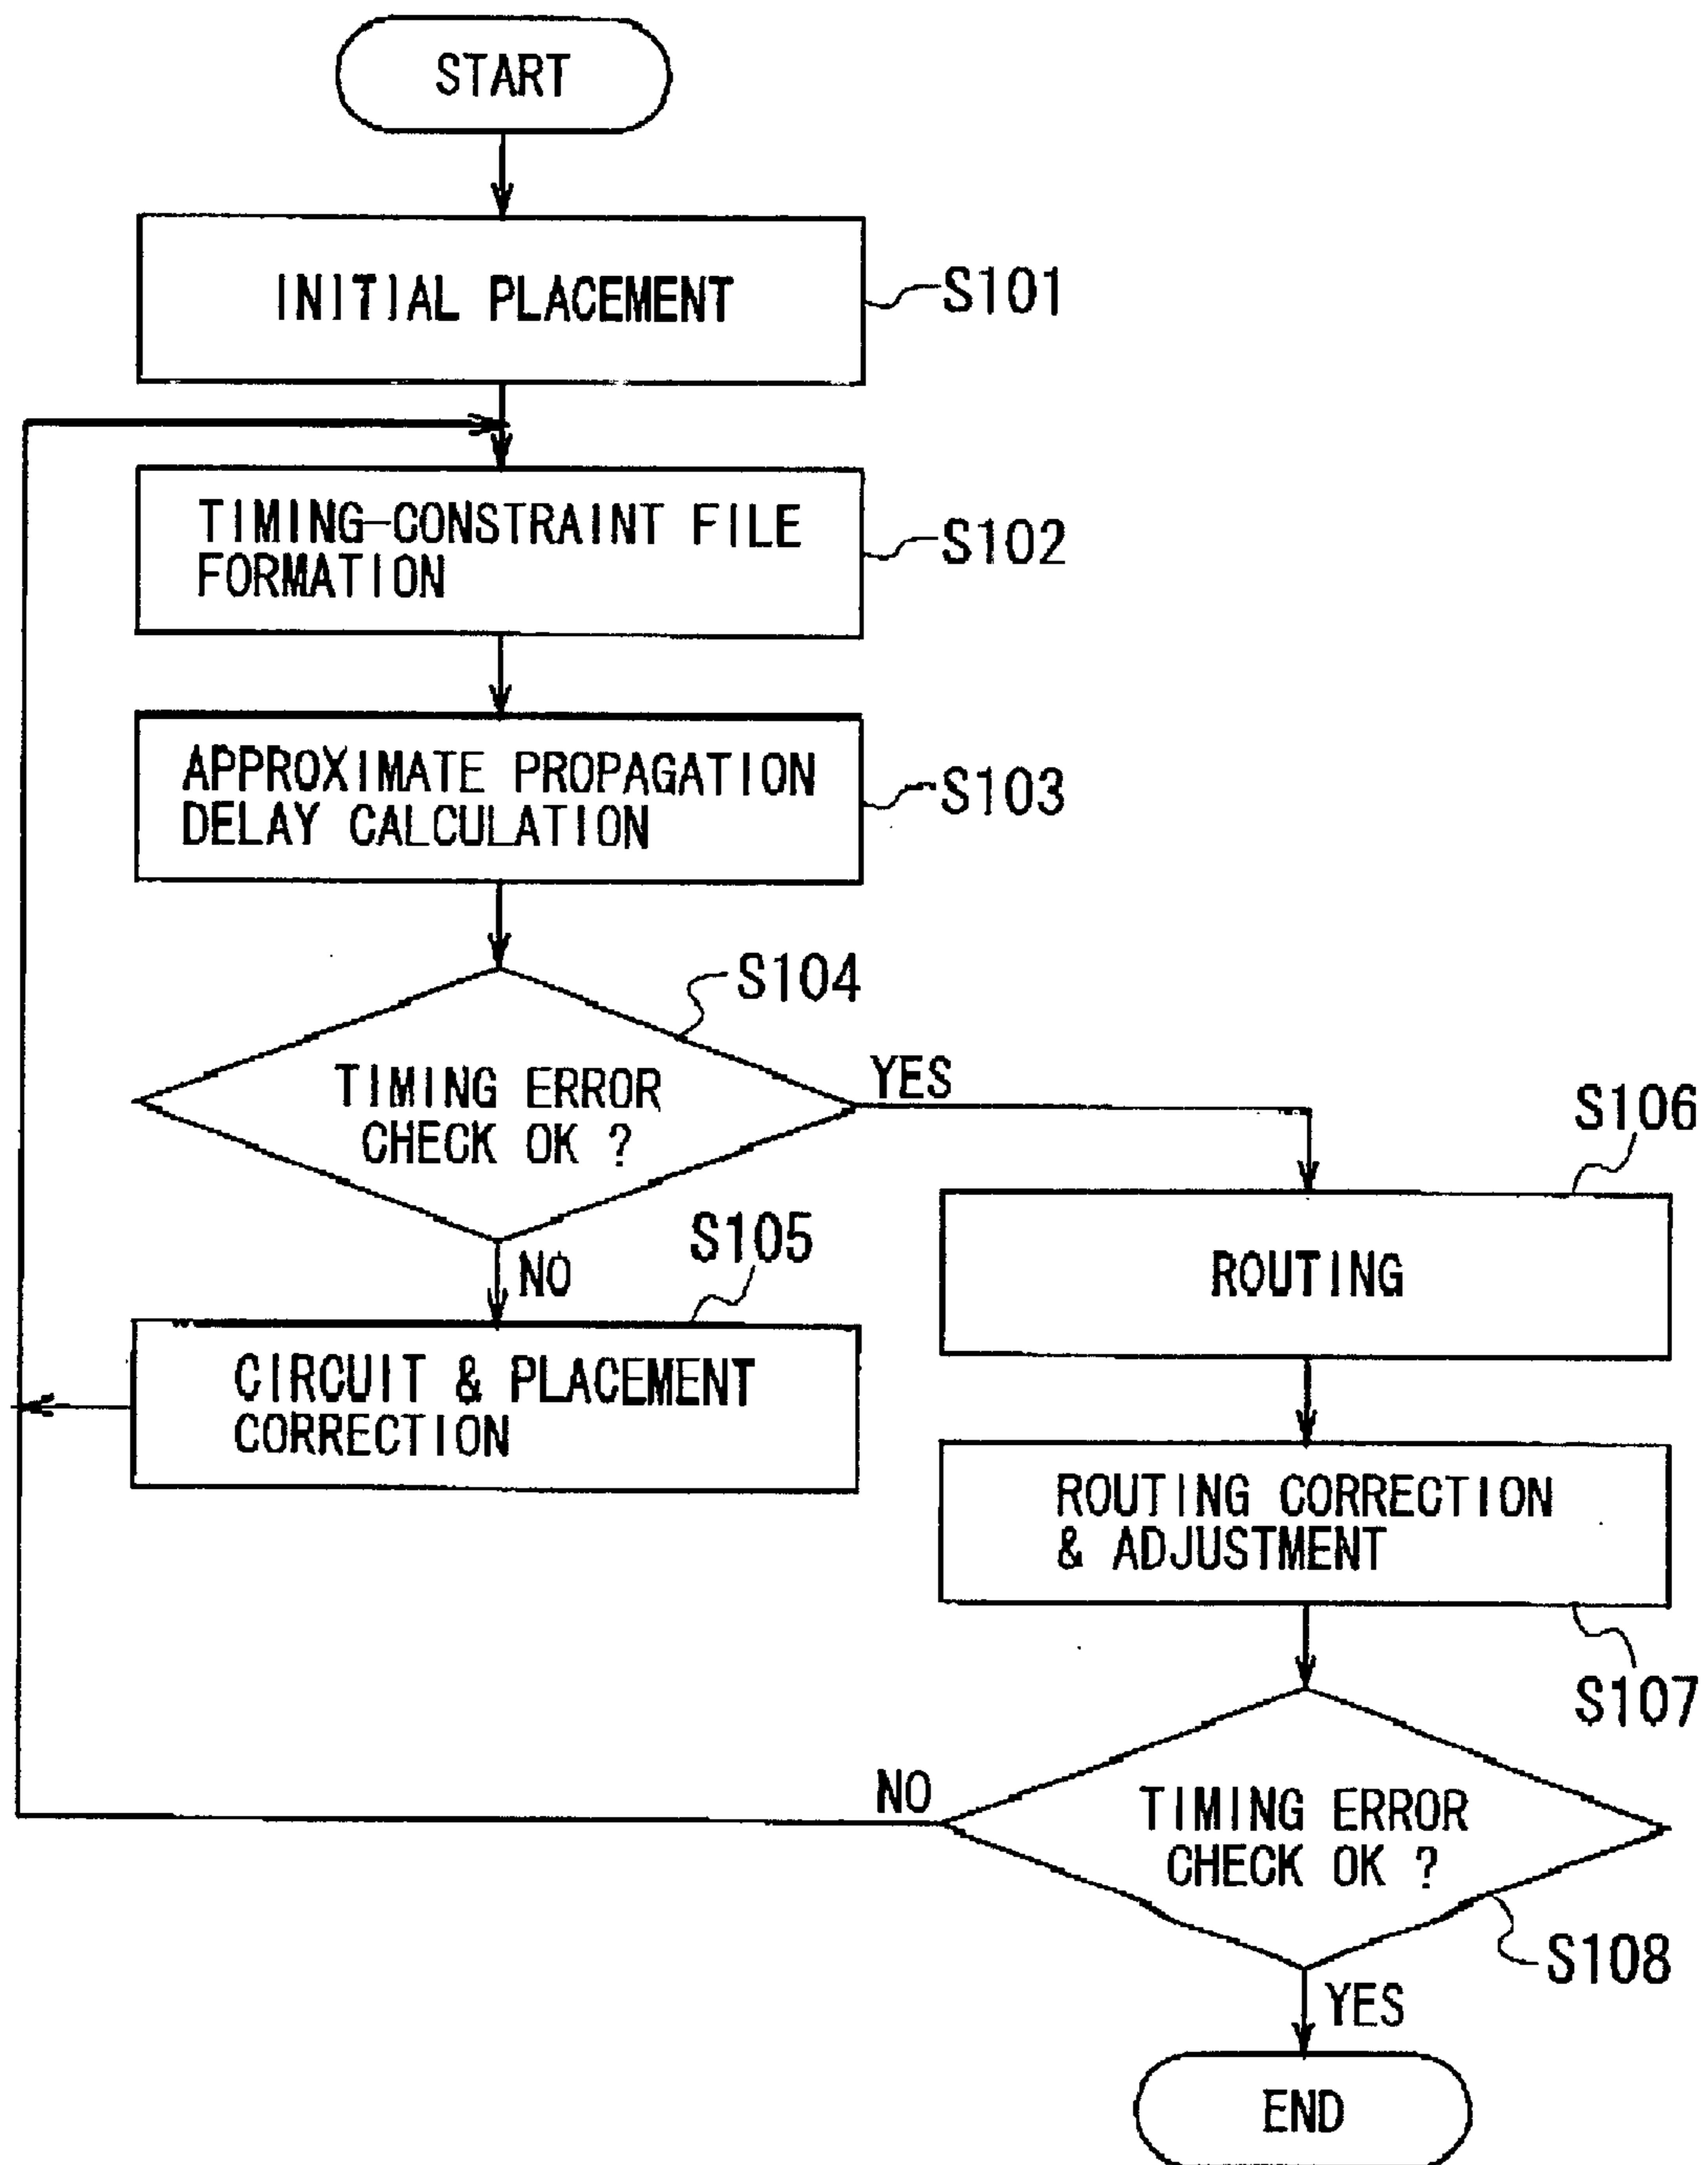 START
INITIAL PLACEMENT
S101
TIMING-CONSTRAINT FILE
FORMATION
S102
APPROXIMATE PROPAGATION
DELAY CALCULATION
S103
S104
TIMING ERROR
CHECK OK ?
YES
NO
S105
CIRCUIT & PLACEMENT
CORRECTION
S106
ROUTING
ROUTING CORRECTION
& ADJUSTMENT
S107
NO
TIMING ERROR
CHECK OK ?
S108
YES
END